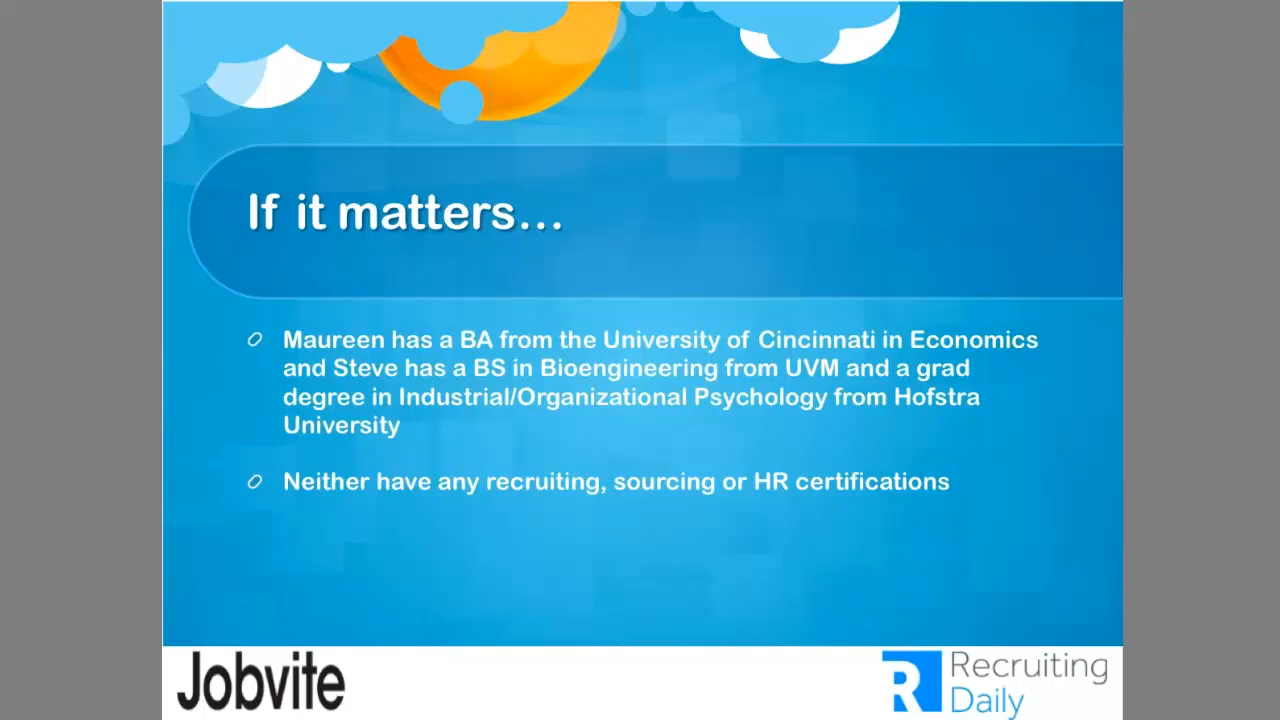 If it matters…
Maureen has a BA from the University of Cincinnati in Economics
and Steve has a BS in Bioengineering from UVM and a grad
degree in Industrial/Organizational Psychology from Hofstra
University
Neither have any recruiting, sourcing or HR certifications
Jobvite
R
Recruiting
Daily